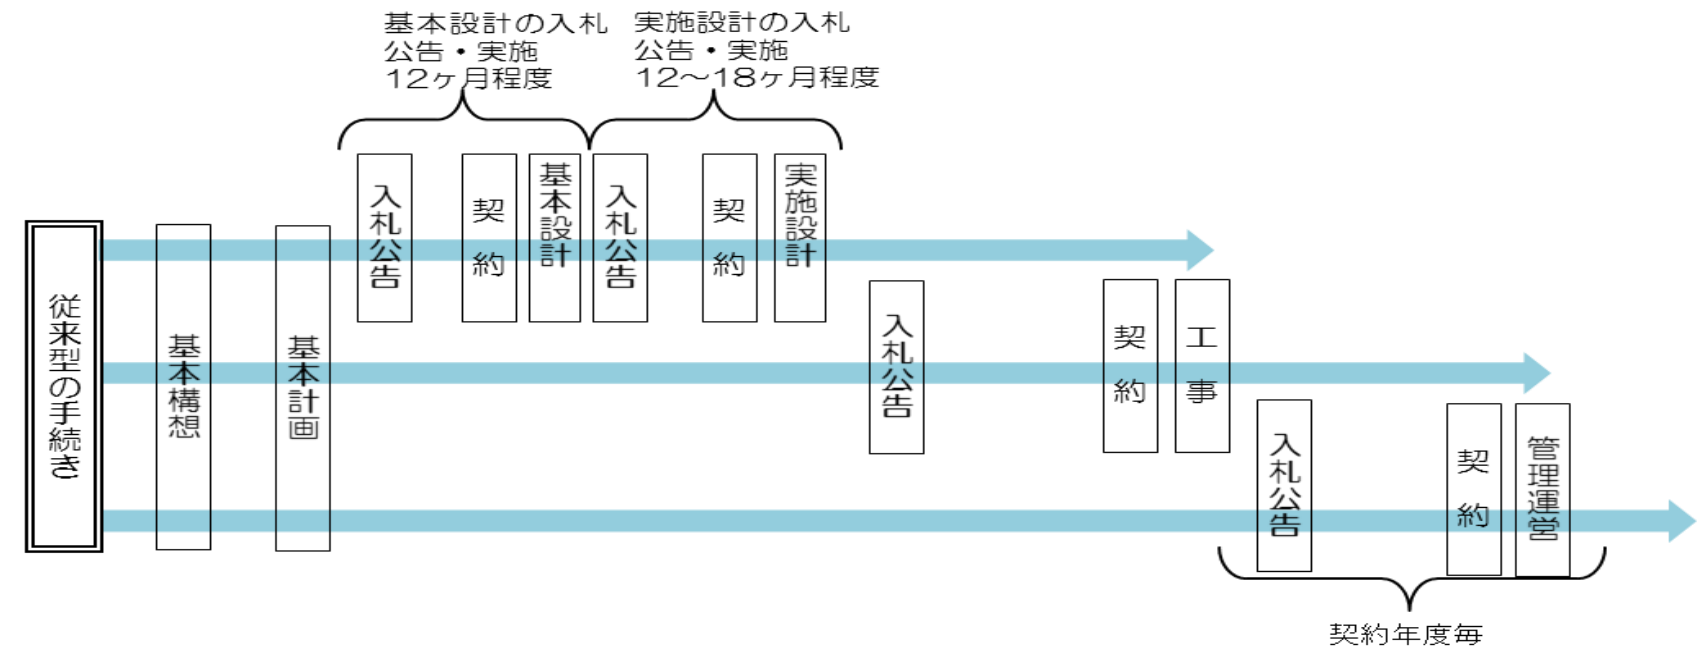 基本設計の入札
公告・実施
12ヶ月程度
実施設計の入札
公告・実施
12～18ヶ月程度
従来型の手続き
基本構想
基本計画
入札公告
契約
基本設計
入札公告
契約
実施設計
入札公告
契約
工事
入札公告
契約
管理運営
契約年度毎